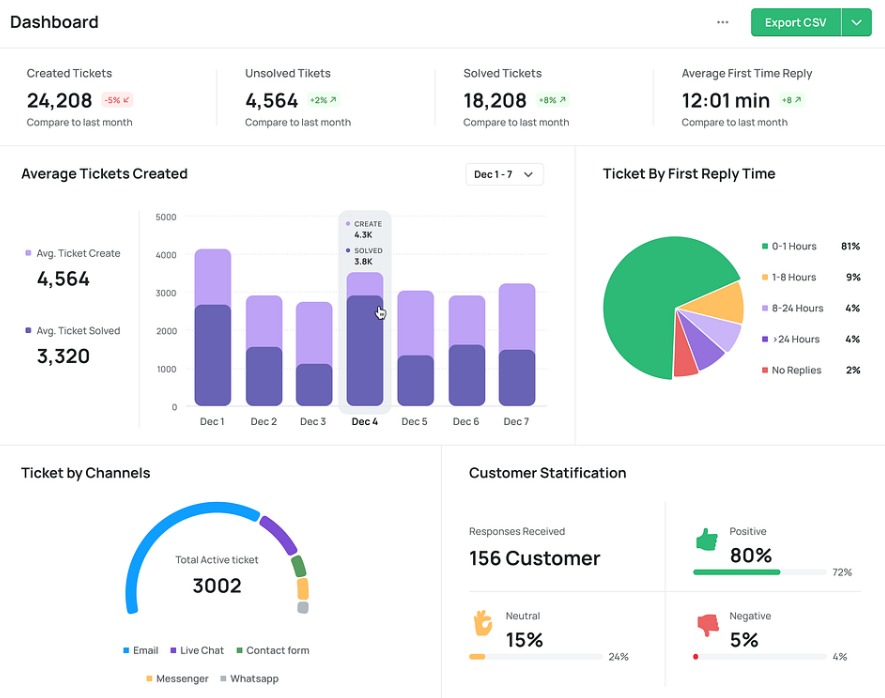 Dashboard
Export CSV
Created Tickets
24,208 -5%
Compare to last month
Unsolved Tikets
4,564 +2%
Compare to last month
Solved Tickets
18,208 +8%
Compare to last month
Average First Time Reply
12:01 min +8
Compare to last month
Average Tickets Created
Dec 1 - 7
Avg. Ticket Create
4,564
Avg. Ticket Solved
3,320
5000
4000
3000
2000
1000
0
CREATE
4.3K
SOLVED
3.8K
Dec 1 Dec 2 Dec 3 Dec 4 Dec 5 Dec 6 Dec 7
Ticket By First Reply Time
0-1 Hours 81%
1-8 Hours 9%
8-24 Hours 4%
>24 Hours 4%
No Replies 2%
Ticket by Channels
Total Active ticket
3002
Email Live Chat Contact form
Messenger Whatsapp
Customer Statification
Responses Received
156 Customer
Positive
80%
72%
Neutral
15%
24%
Negative
5%
4%